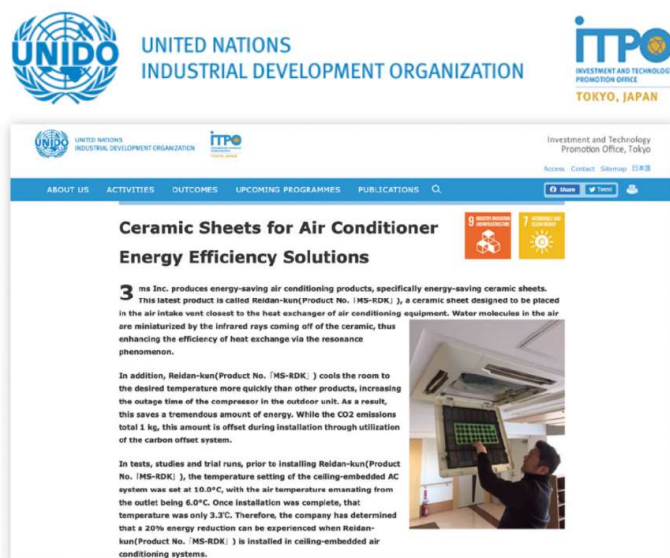 UNIDO
UNITED NATIONS
INDUSTRIAL DEVELOPMENT ORGANIZATION
ITPO
INVESTMENT AND TECHNOLOG
PROMOTION OFFICE
TOKYO, JAPAN
UNIDO
UNITED NATIONS
INDUSTRIAL DEVELOPMENT ORGANIZATION
ITPO
Investment and Technology
Promotion Office, Tokyo
Access Contact Sitemap 日本語
ABOUT US ACTIVITIES OUTCOMES UPCOMING PROGRAMMES PUBLICATIONS
Share Tweet
Ceramic Sheets for Air Conditioner
Energy Efficiency Solutions
9 INDUSTRY, INNOVATION AND INFRASTRUCTURE
7 AFFORDABLE AND CLEAN ENERGY
3 ms Inc. produces energy-saving air conditioning products, specifically energy-saving ceramic sheets.
This latest product is called Reidan-kun(Product No.「MS-RDK」), a ceramic sheet designed to be placed
in the air intake vent closest to the heat exchanger of air conditioning equipment. Water molecules in the air
are miniaturized by the infrared rays coming off of the ceramic, thus
enhancing the efficiency of heat exchange via the resonance
phenomenon.
In addition, Reidan-kun(Product No.「MS-RDK」) cools the room to
the desired temperature more quickly than other products, increasing
the outage time of the compressor in the outdoor unit. As a result,
this saves a tremendous amount of energy. While the CO2 emissions
total 1 kg, this amount is offset during installation through utilization
of the carbon offset system.
In tests, studies and trial runs, prior to installing Reidan-kun(Product
No.「MS-RDK」), the temperature setting of the ceiling-embedded AC
system was set at 10.0°C, with the air temperature emanating from
the outlet being 6.0°C. Once installation was complete, that
temperature was only 3.3℃. Therefore, the company has determined
that a 20% energy reduction can be experienced when Reidan-
kun(Product No.「MS-RDK」) is installed in ceiling-embedded air
conditioning systems.